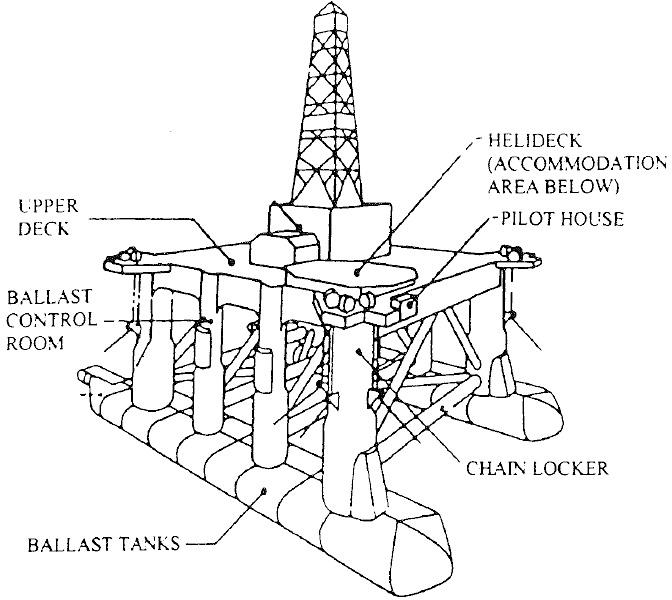 HELIDECK
(ACCOMMODATION
AREA BELOW)
PILOT HOUSE
UPPER
DECK
BALLAST
CONTROL
ROOM
CHAIN LOCKER
BALLAST TANKS